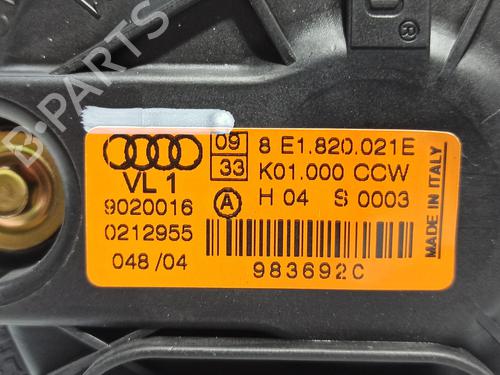 B-PARTS
®
09
8 E1.820.021E
33
K01.000 CCW
VL 1
A
H 04 S 0003
9020016
0212955
048 /04
983692C
MADE IN ITALY
B-PARTS